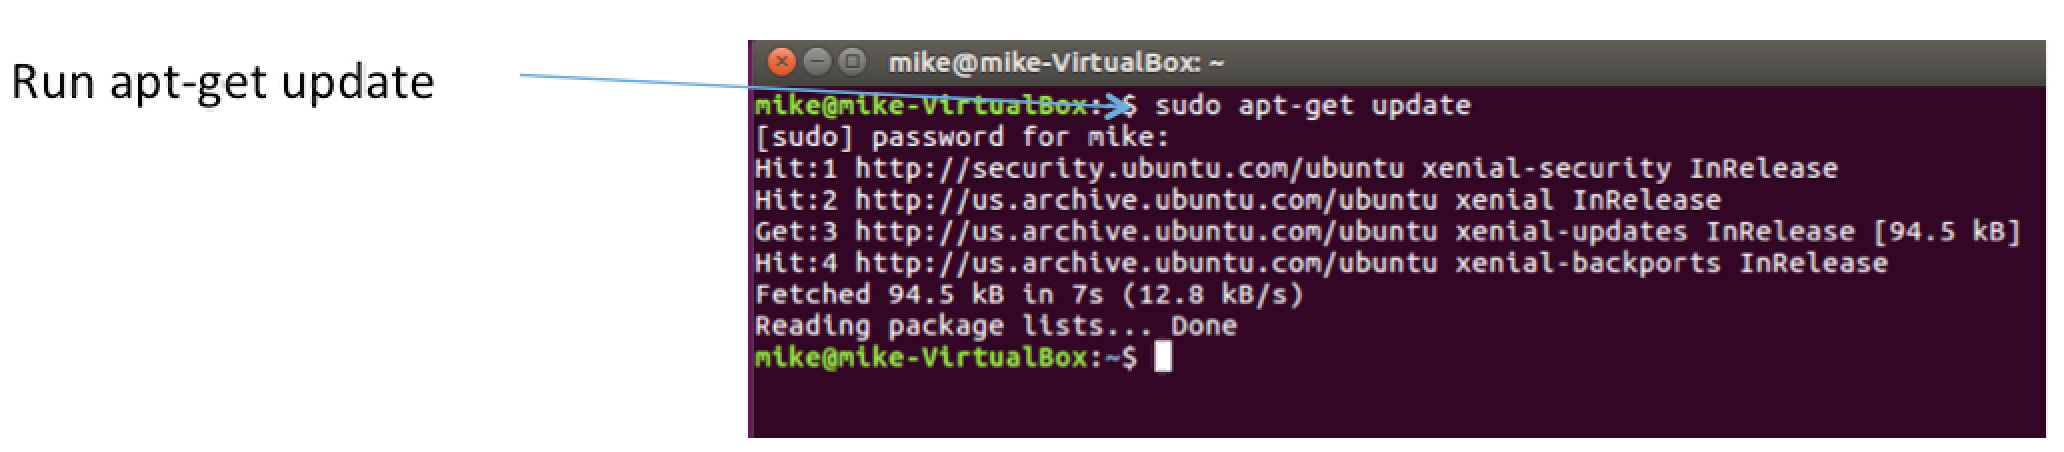 Run apt-get update
mike@mike-VirtualBox: ~
mike@mike-VirtualBox:~$ sudo apt-get update
[sudo] password for mike:
Hit:1 http://security.ubuntu.com/ubuntu xenial-security InRelease
Hit:2 http://us.archive.ubuntu.com/ubuntu xenial InRelease
Get:3 http://us.archive.ubuntu.com/ubuntu xenial-updates InRelease [94.5 kB]
Hit:4 http://us.archive.ubuntu.com/ubuntu xenial-backports InRelease
Fetched 94.5 kB in 7s (12.8 kB/s)
Reading package lists... Done
mike@mike-VirtualBox:~$